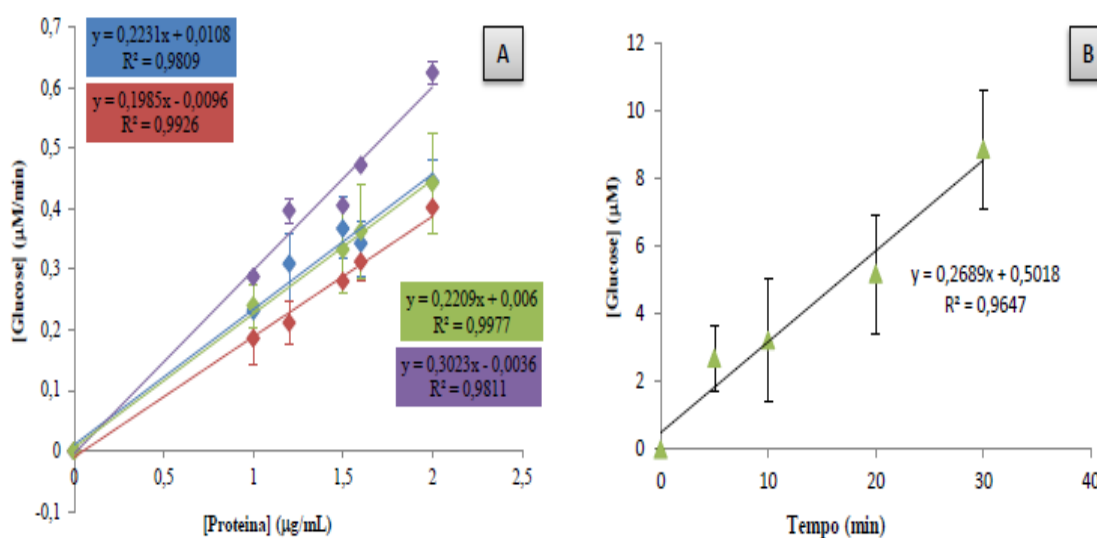 A
y = 0,2231x + 0,0108
R² = 0,9809
y = 0,1985x - 0,0096
R² = 0,9926
y = 0,2209x + 0,006
R² = 0,9977
y = 0,3023x - 0,0036
R² = 0,9811
[Glucose] (µM/min)
0,7
0,6
0,5
0,4
0,3
0,2
0,1
0
-0,1
0 0,5 1 1,5 2 2,5
[Proteina] (µg/mL)
B
[Glucose] (µM)
12
10
8
6
4
2
0
y = 0,2689x + 0,5018
R² = 0,9647
0 10 20 30 40
Tempo (min)